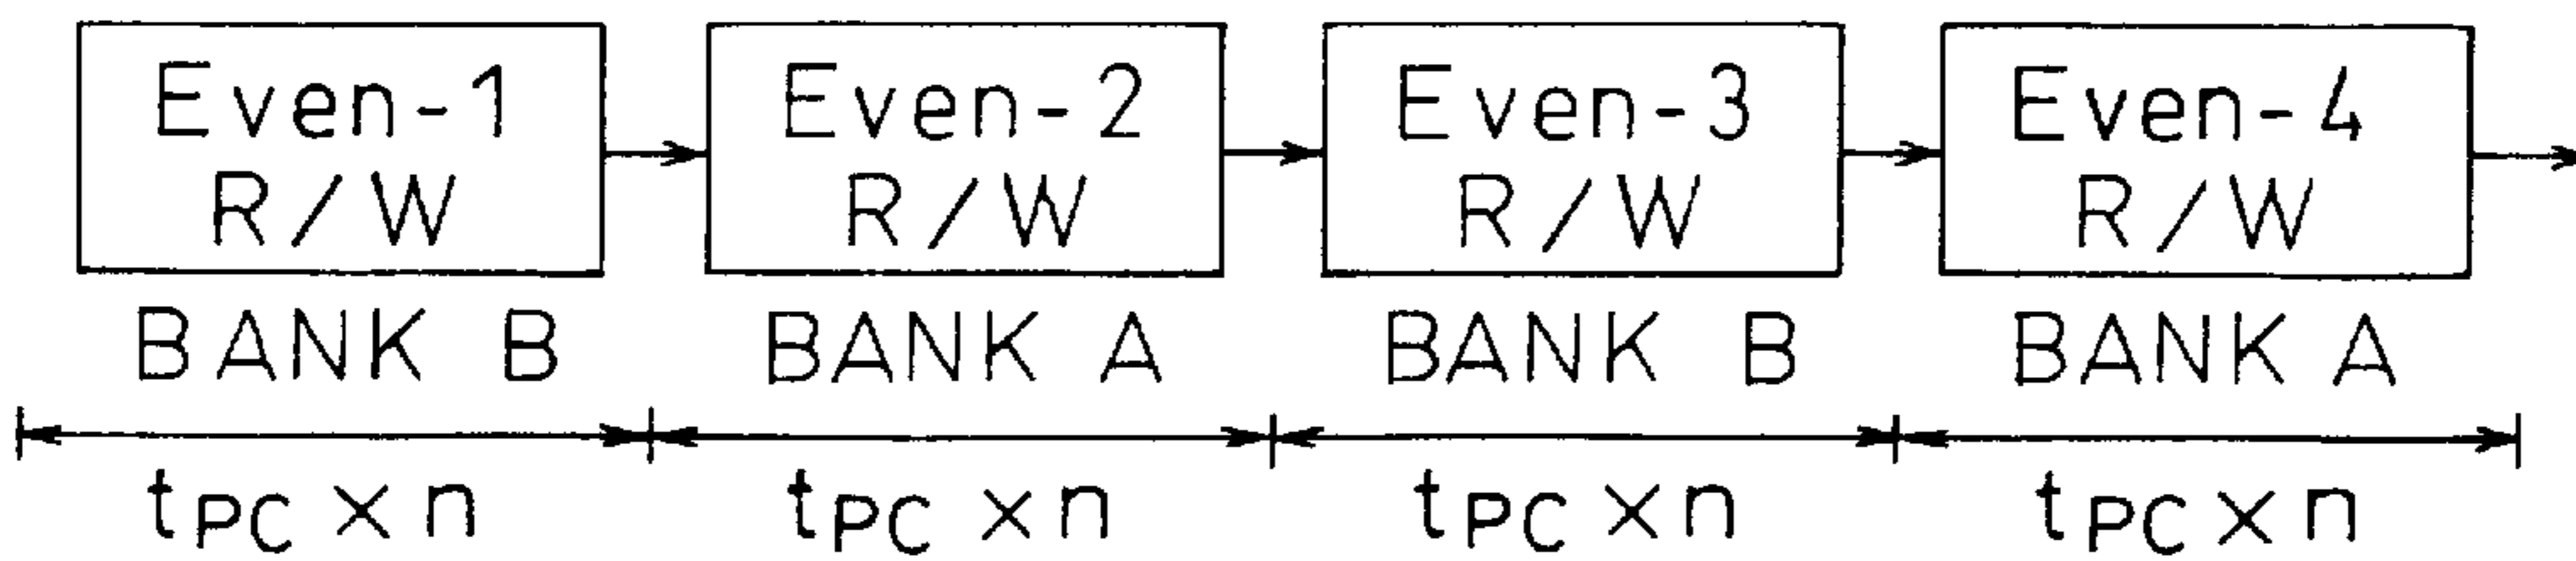 Even-1 Even-2 Even-3 Even-4
R/W R/W R/W R/W
BANK B BANK A BANK B BANK A
tPC×n tPC×n tPC×n tPC×n